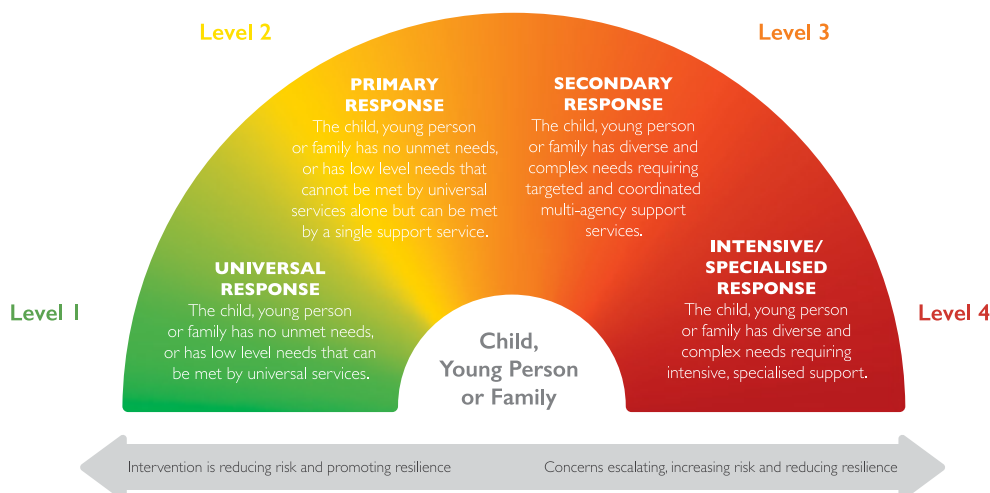 Level 2
Level 3
PRIMARY
RESPONSE
The child, young person
or family has no unmet needs,
or has low level needs that
cannot be met by universal
services alone but can be met
by a single support service.
SECONDARY
RESPONSE
The child, young person
or family has diverse and
complex needs requiring
targeted and coordinated
multi-agency support
services.
Level 1
UNIVERSAL
RESPONSE
The child, young person
or family has no unmet needs,
or has low level needs that can
be met by universal services.
INTENSIVE/
SPECIALISED
RESPONSE
The child, young person
or family has diverse and
complex needs requiring
intensive, specialised support.
Level 4
Child,
Young Person
or Family
Intervention is reducing risk and promoting resilience
Concerns escalating, increasing risk and reducing resilience